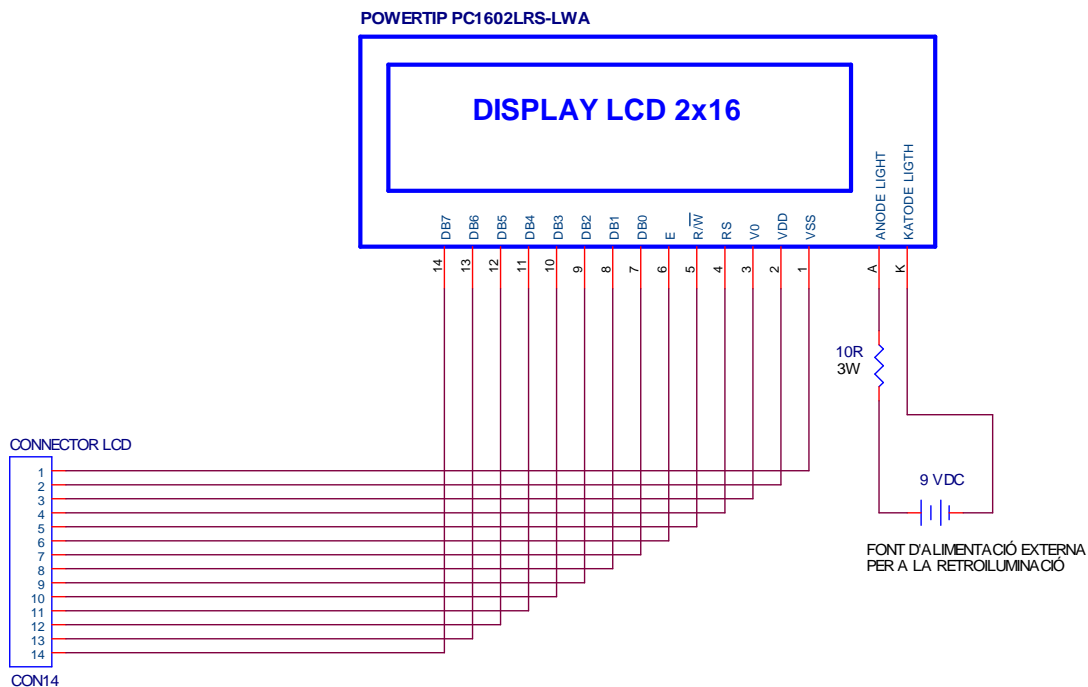 POWERTIP PC1602LRS-LWA
DISPLAY LCD 2x16
DB7
DB6
DB5
DB4
DB3
DB2
DB1
DB0
E
R/W
RS
V0
VDD
VSS
ANODE LIGHT
KATODE LIGTH
14
13
12
11
10
9
8
7
6
5
4
3
2
1
A
K
10R
3W
9 VDC
FONT D'ALIMENTACIÓ EXTERNA
PER A LA RETROILUMINACIÓ
CONNECTOR LCD
1
2
3
4
5
6
7
8
9
10
11
12
13
14
CON14